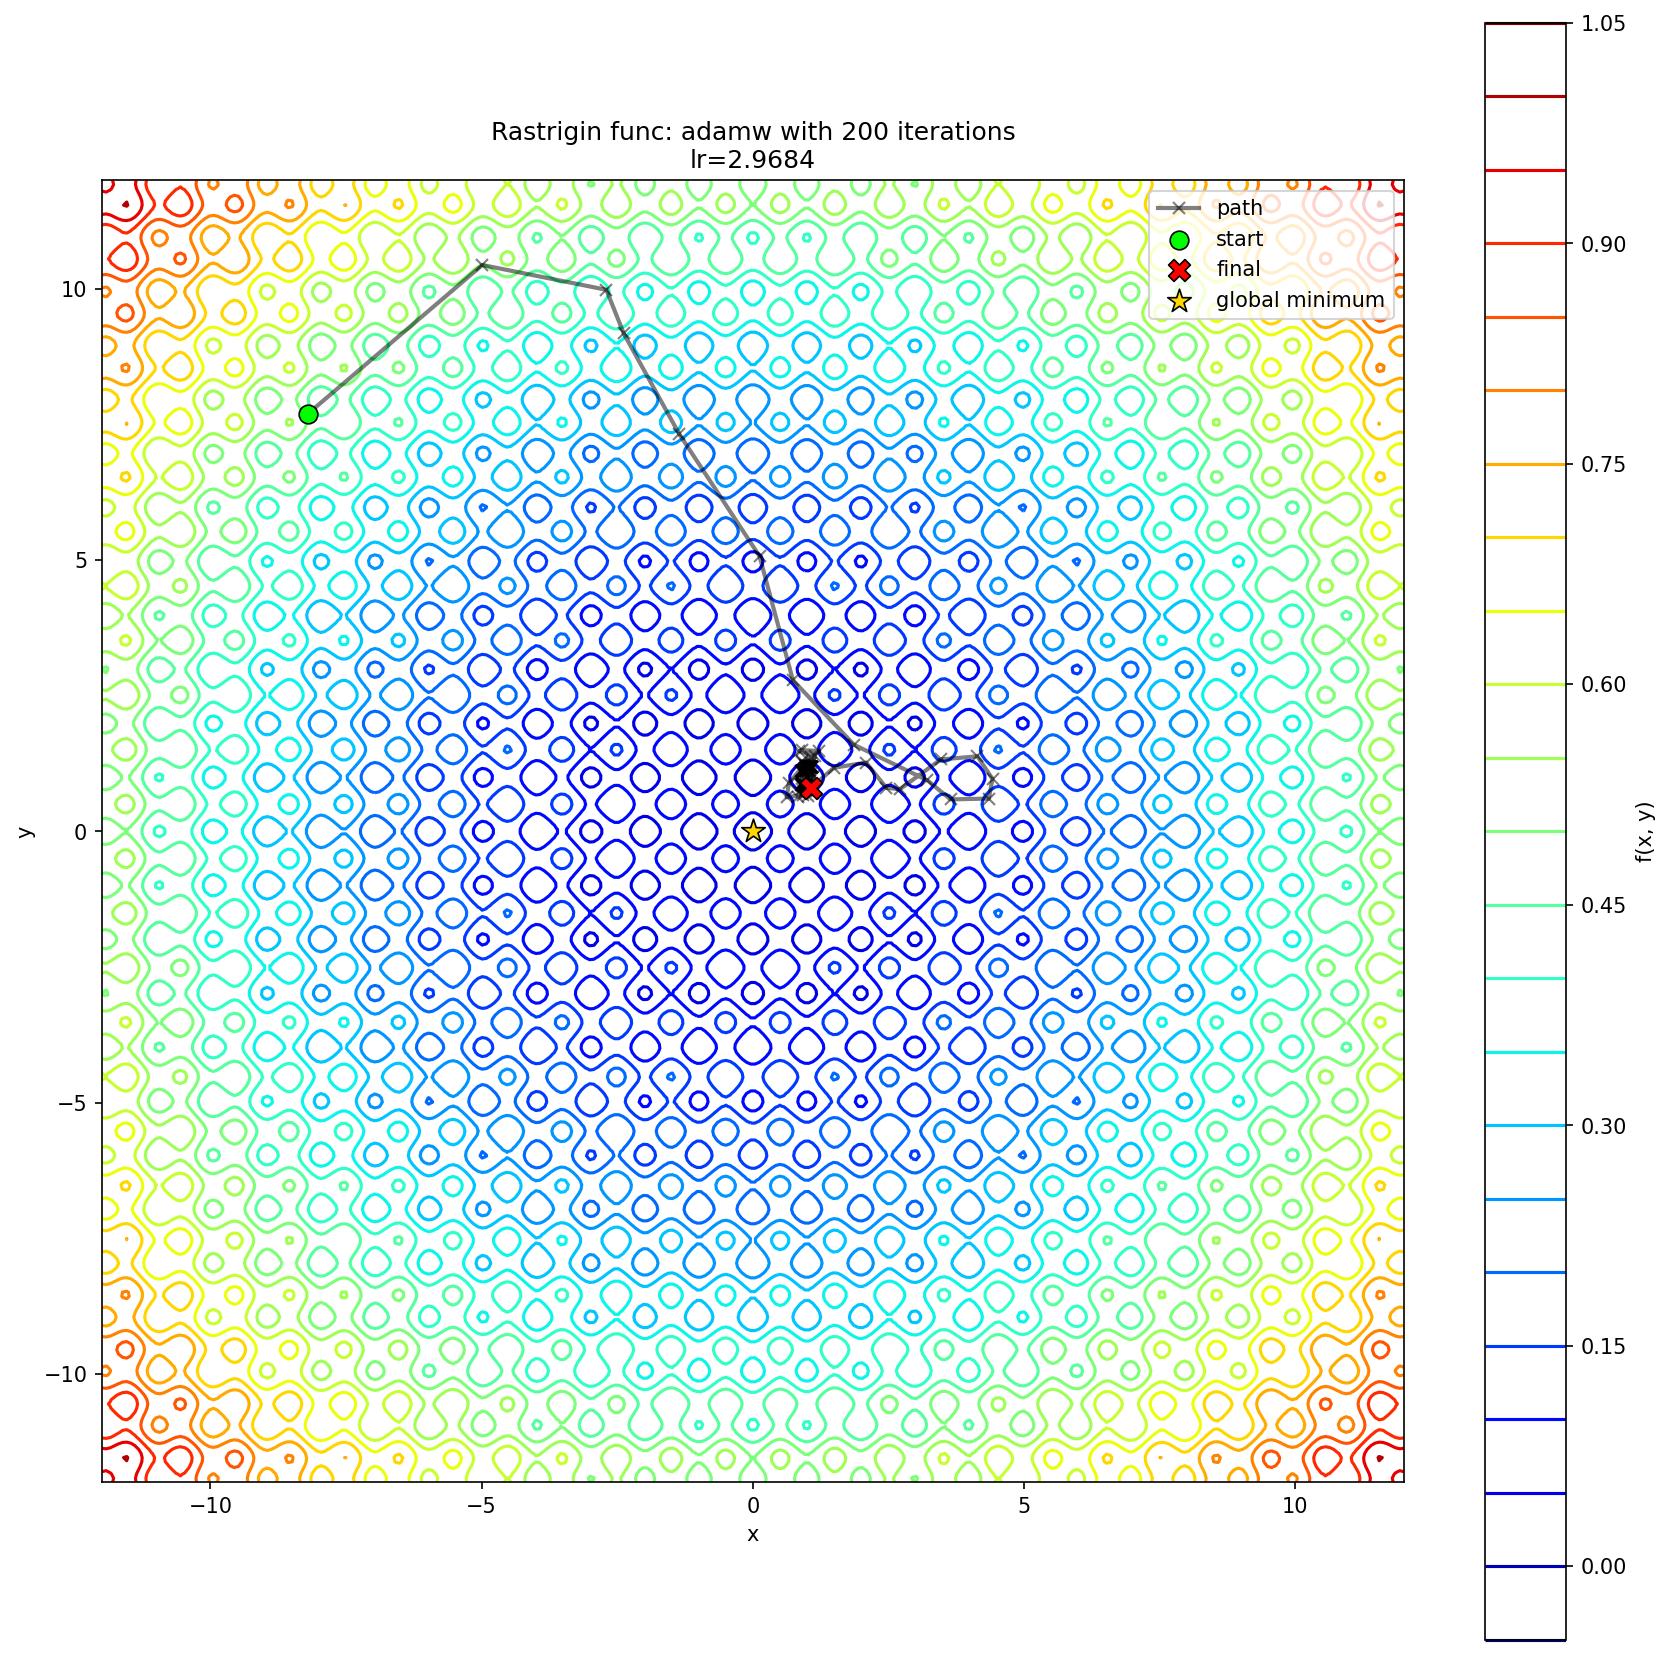 Rastrigin func: adamw with 200 iterations
lr=2.9684
path
start
final
global minimum
10
5
0
−5
−10
y
−10
−5
0
5
10
x
1.05
0.90
0.75
0.60
0.45
0.30
0.15
0.00
f(x, y)